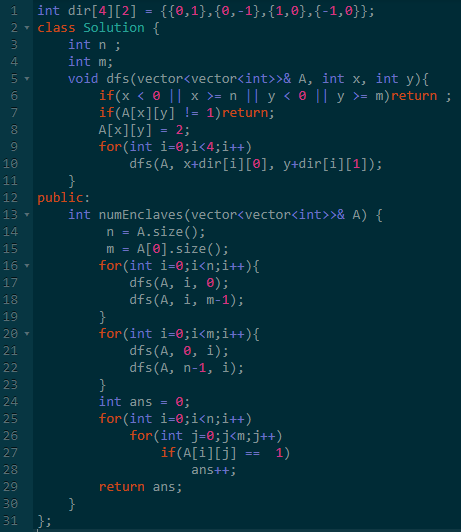 1 int dir[4][2] = {{0,1},{0,-1},{1,0},{-1,0}};
2 class Solution {
3     int n ;
4     int m;
5     void dfs(vector<vector<int>>& A, int x, int y){
6         if(x < 0 || x >= n || y < 0 || y >= m)return ;
7         if(A[x][y] != 1)return;
8         A[x][y] = 2;
9         for(int i=0;i<4;i++)
10             dfs(A, x+dir[i][0], y+dir[i][1]);
11     }
12 public:
13     int numEnclaves(vector<vector<int>>& A) {
14          n = A.size();
15          m = A[0].size();
16         for(int i=0;i<n;i++){
17             dfs(A, i, 0);
18             dfs(A, i, m-1);
19         }
20         for(int i=0;i<m;i++){
21             dfs(A, 0, i);
22             dfs(A, n-1, i);
23         }
24         int ans = 0;
25         for(int i=0;i<n;i++)
26             for(int j=0;j<m;j++)
27                 if(A[i][j] ==  1)
28                     ans++;
29         return ans;
30     }
31 };